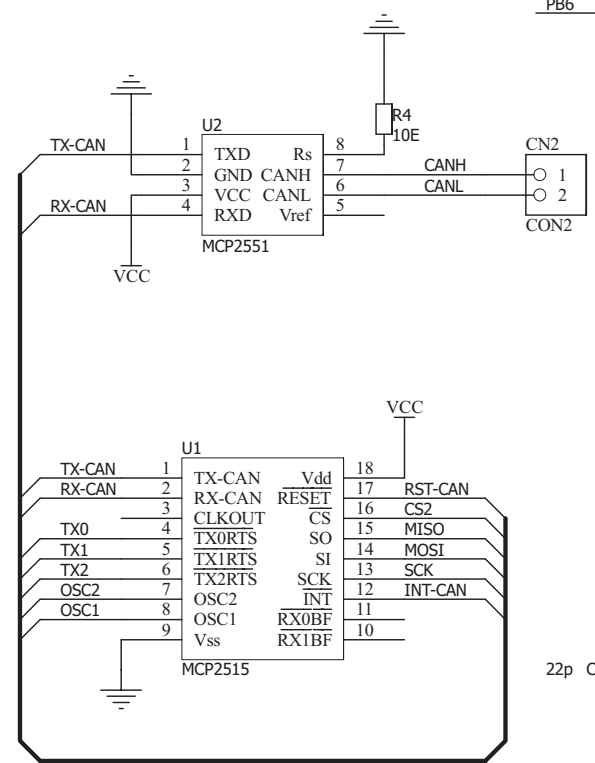 PB6
U2
R4
10E
TX-CAN 1 TXD Rs 8
2 GND CANH 7 CANH
3 VCC CANL 6 CANL
RX-CAN 4 RXD Vref 5
MCP2551
VCC
CN2
1
2
CON2
VCC
U1
TX-CAN 1 TX-CAN Vdd 18
RX-CAN 2 RX-CAN RESET 17 RST-CAN
3 CLKOUT CS 16 CS2
TX0 4 TX0RTS SO 15 MISO
TX1 5 TX1RTS SI 14 MOSI
TX2 6 TX2RTS SCK 13 SCK
OSC2 7 OSC2 INT 12 INT-CAN
OSC1 8 OSC1 RX0BF 11
9 Vss RX1BF 10
MCP2515
22p C